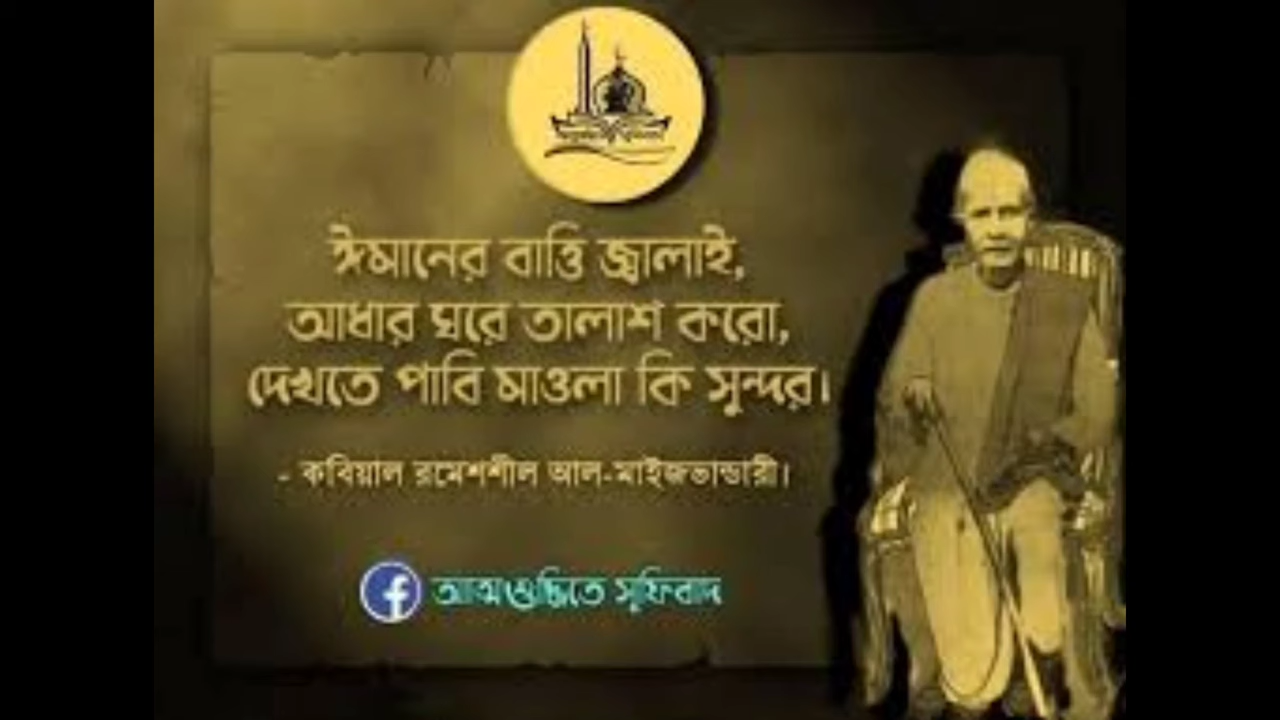 ঈমানের বাত্তি জ্বালাই,
আধার ঘরে তালাশ করো,
দেখতে পাবি মাওলা কি সুন্দর।
- কবিয়াল রমেশশীল আল-মাইজভান্ডারী।
আত্মশুদ্ধিতে সূফিবাদ